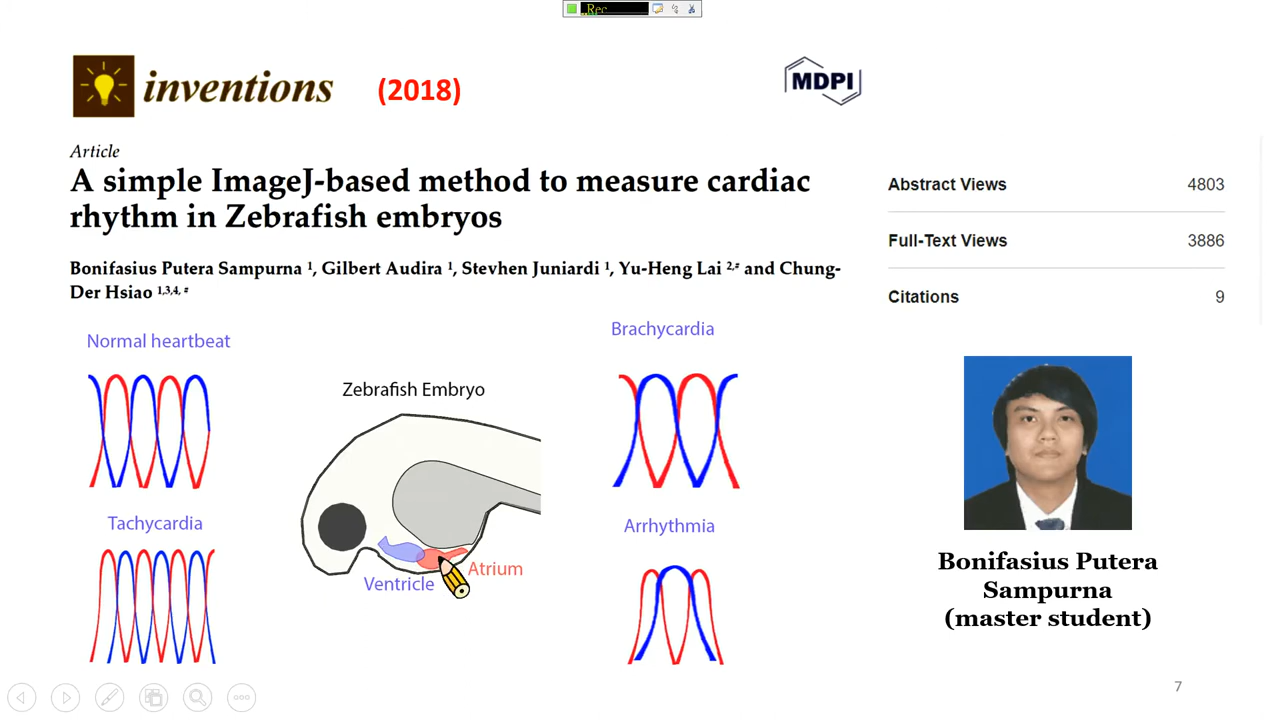 Rec
inventions (2018)
MDPI
Article
A simple ImageJ-based method to measure cardiac
rhythm in Zebrafish embryos
Bonifasius Putera Sampurna 1, Gilbert Audira 1, Stevhen Juniardi 1, Yu-Heng Lai 2,# and Chung-
Der Hsiao 1,3,4, #
Abstract Views 4803
Full-Text Views 3886
Citations 9
Normal heartbeat
Zebrafish Embryo
Brachycardia
Tachycardia
Ventricle
Atrium
Arrhythmia
Bonifasius Putera
Sampurna
(master student)
7